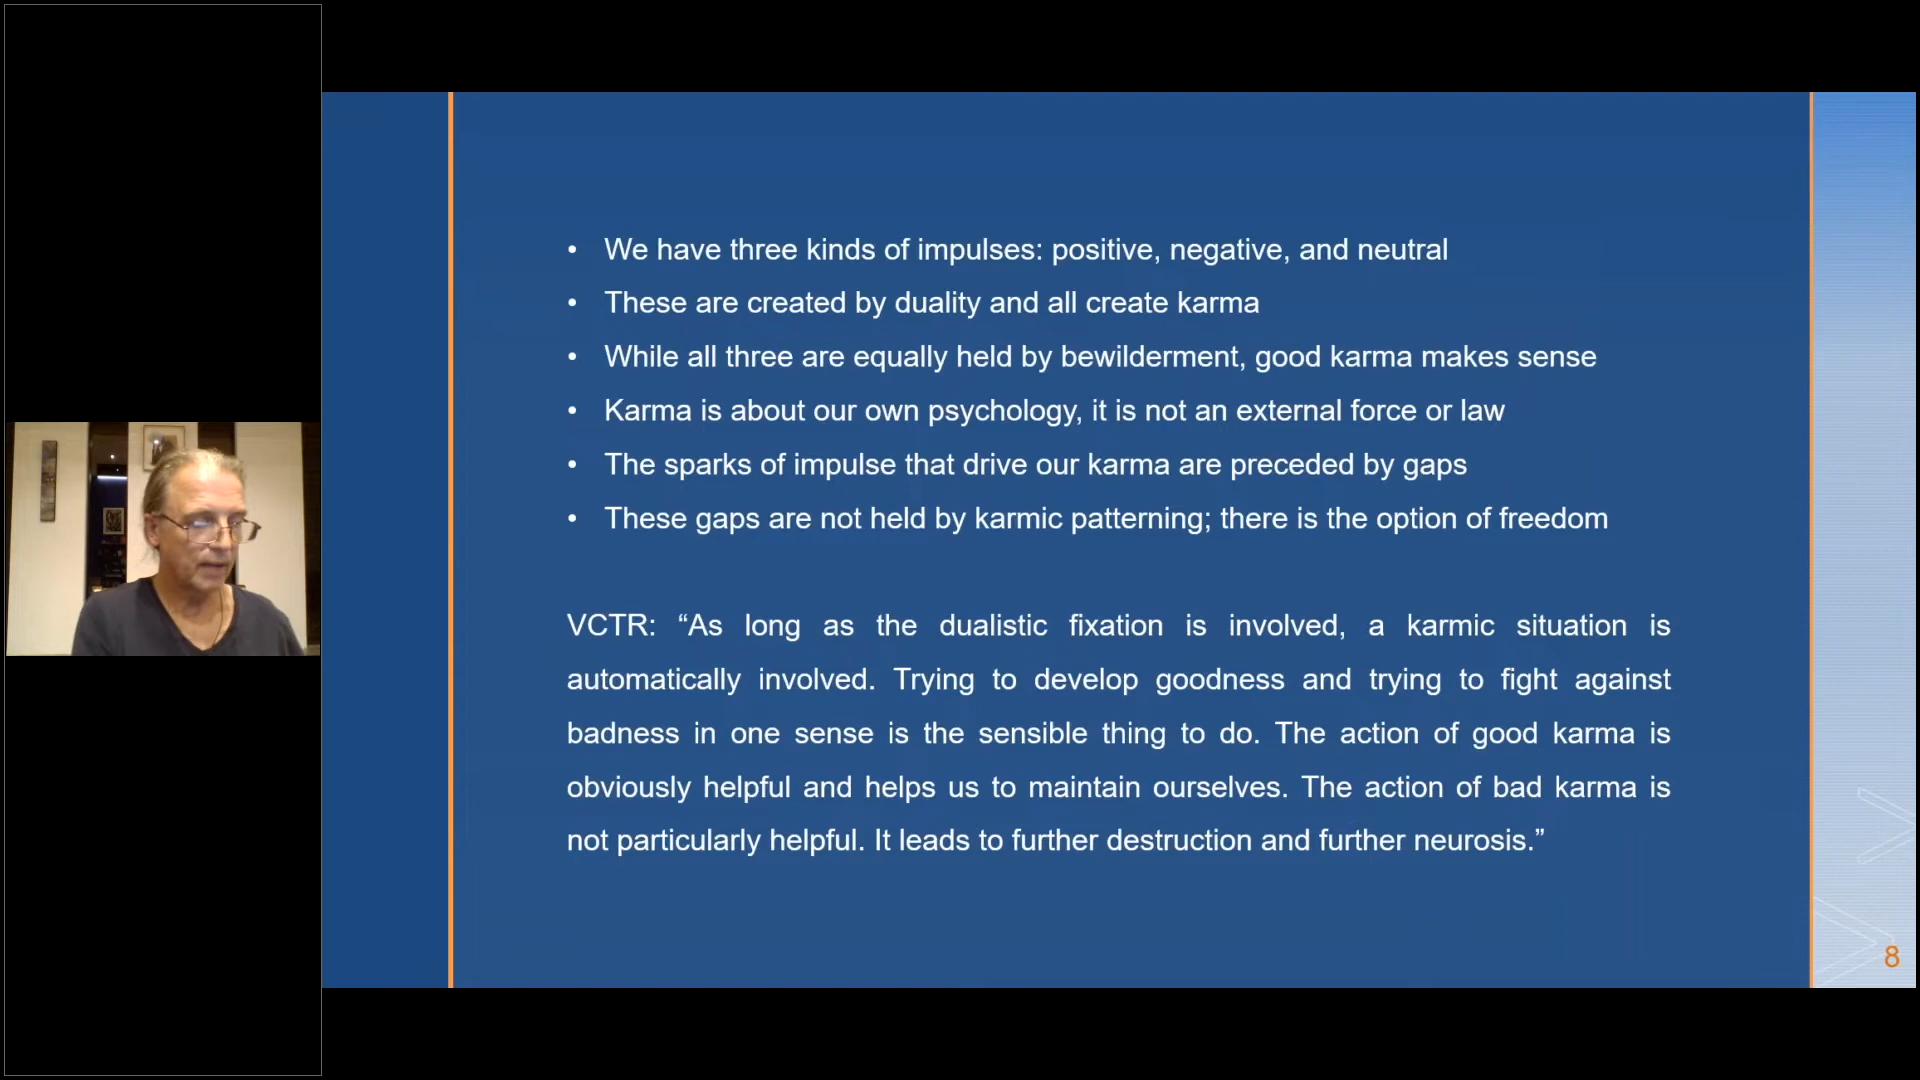 • We have three kinds of impulses: positive, negative, and neutral
• These are created by duality and all create karma
• While all three are equally held by bewilderment, good karma makes sense
• Karma is about our own psychology, it is not an external force or law
• The sparks of impulse that drive our karma are preceded by gaps
• These gaps are not held by karmic patterning; there is the option of freedom
VCTR: “As long as the dualistic fixation is involved, a karmic situation is
automatically involved. Trying to develop goodness and trying to fight against
badness in one sense is the sensible thing to do. The action of good karma is
obviously helpful and helps us to maintain ourselves. The action of bad karma is
not particularly helpful. It leads to further destruction and further neurosis.”
8